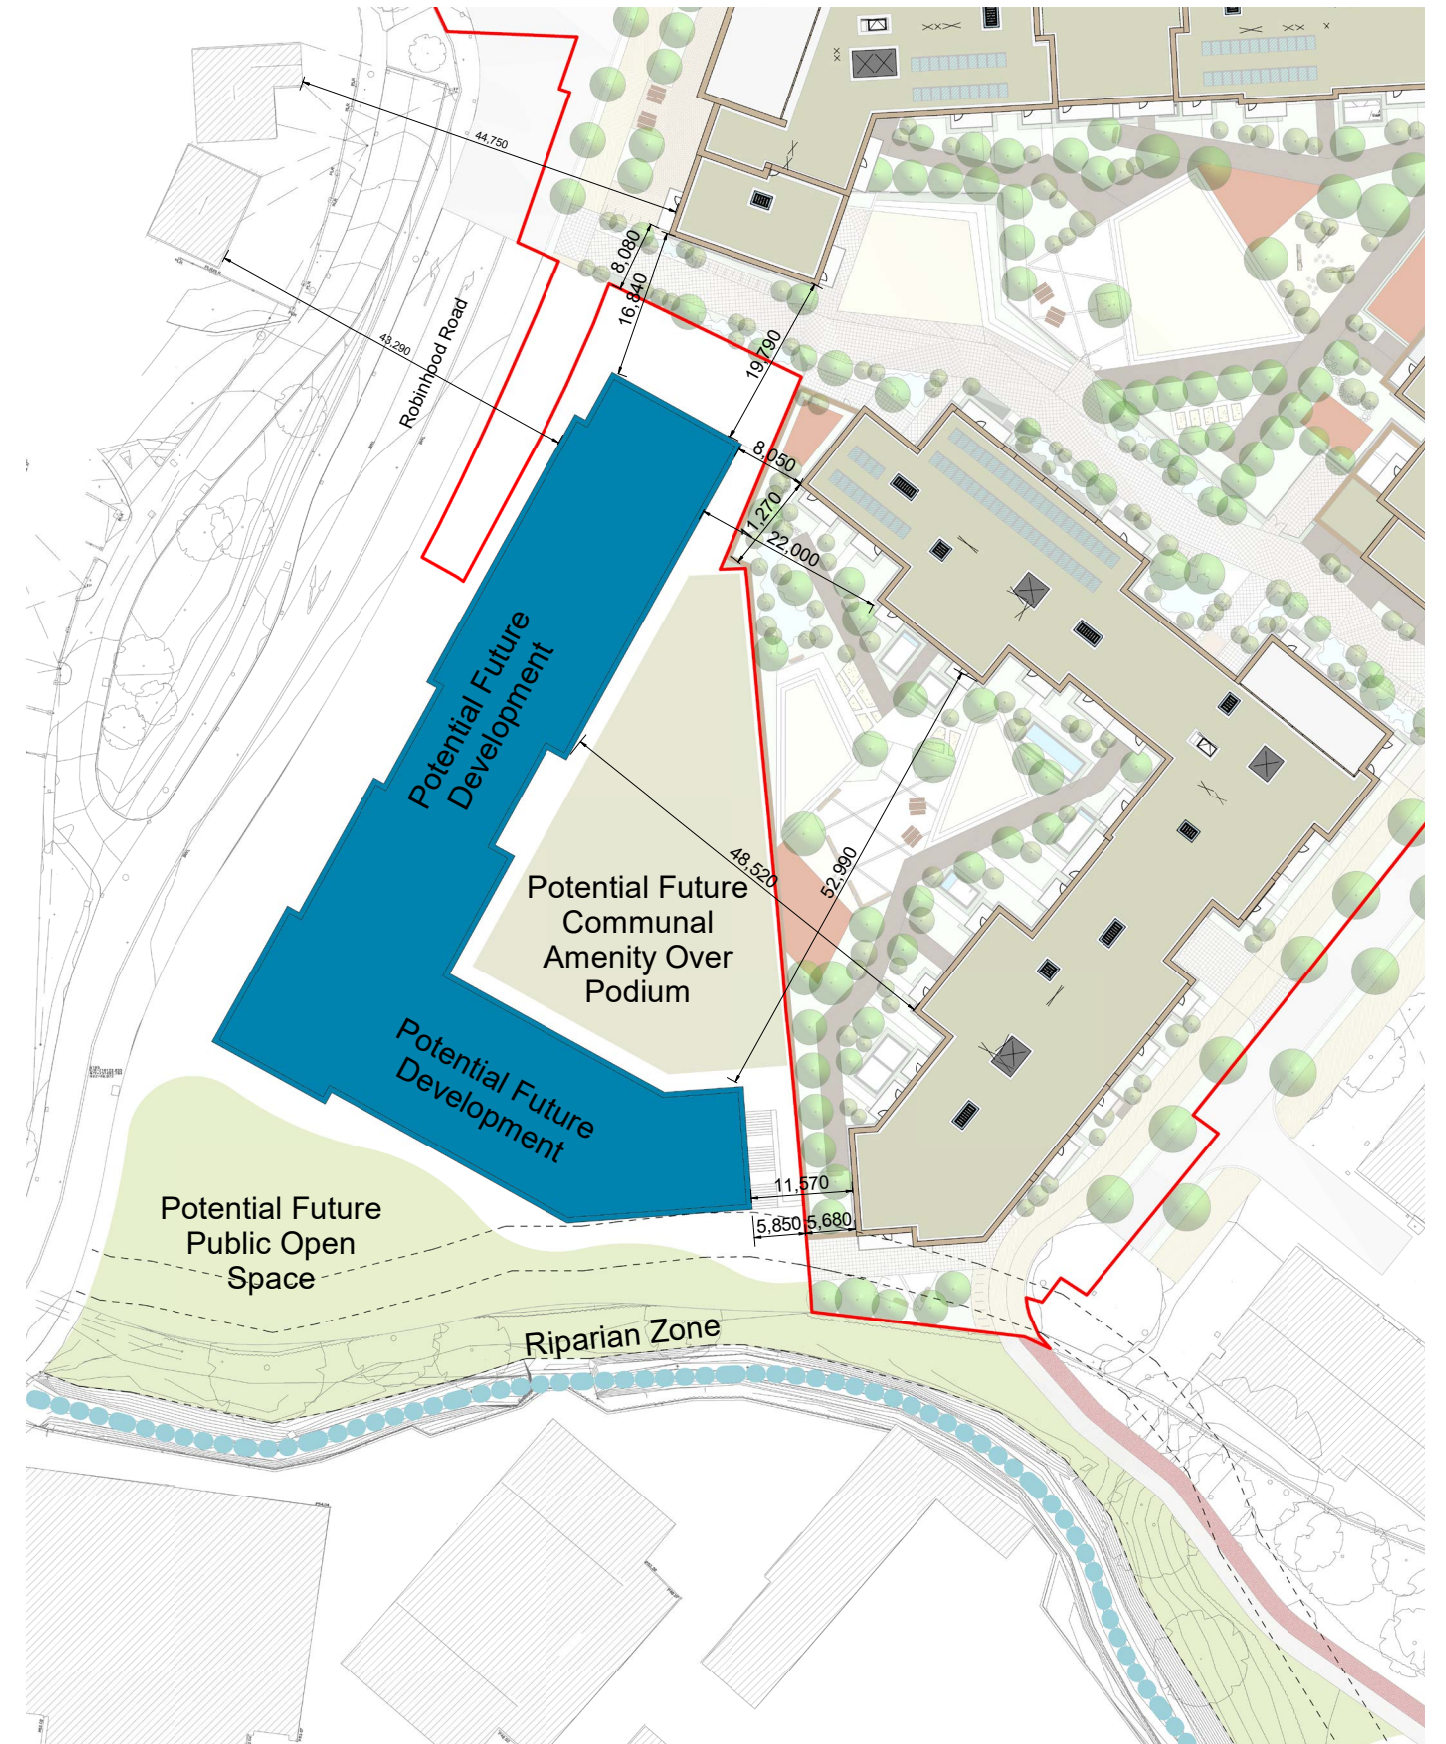 44,750
8,080
16,840
43,290
Robinhood Road
19,790
8,050
11,270
22,000
Potential Future
Development
48,520
52,990
Potential Future
Communal
Amenity Over
Podium
Potential Future
Development
11,570
5,850
5,680
Potential Future
Public Open
Space
Riparian Zone